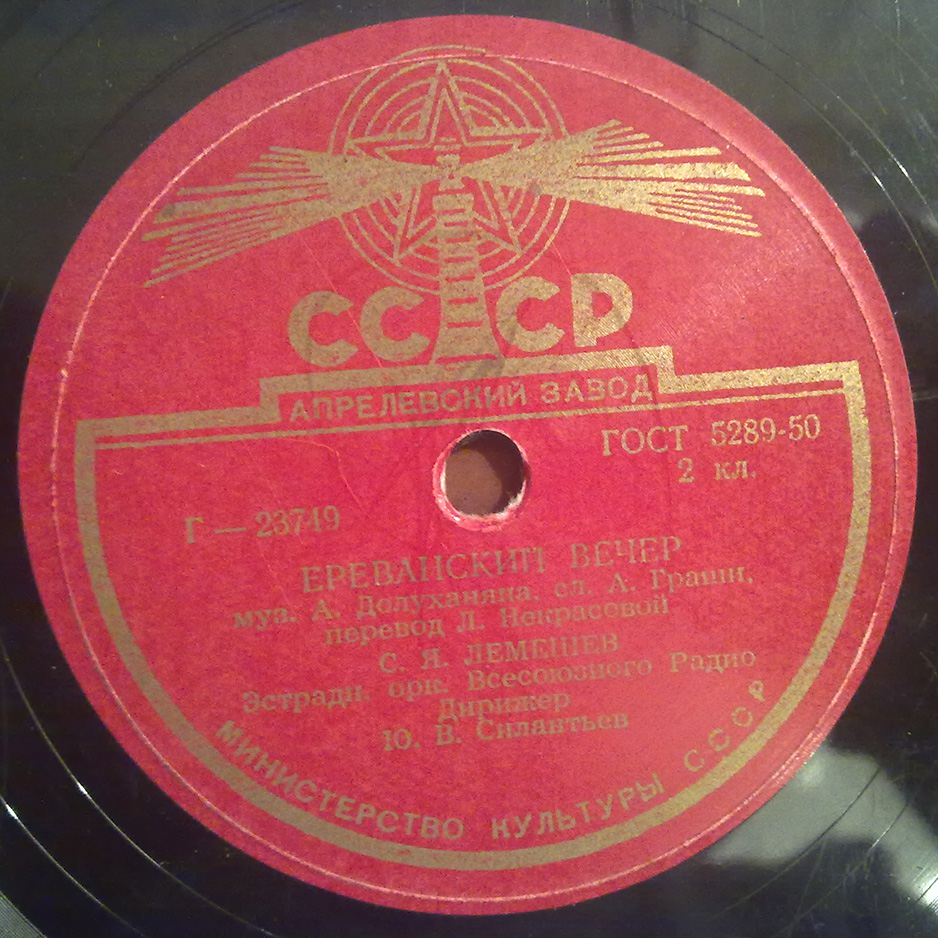 СССР
АПРЕЛЕВСКИЙ ЗАВОД
ГОСТ 5289-50
2 кл.
Г — 23749
ЕРЕВАНСКИЙ ВЕЧЕР
муз. А. Долуханяна, сл. А. Граши,
перевод Л. Некрасовой
С. Я. ЛЕМЕШЕВ
Эстрадн. орк. Всесоюзного Радио
Дирижер
Ю. В. Силантьев
МИНИСТЕРСТВО КУЛЬТУРЫ СССР